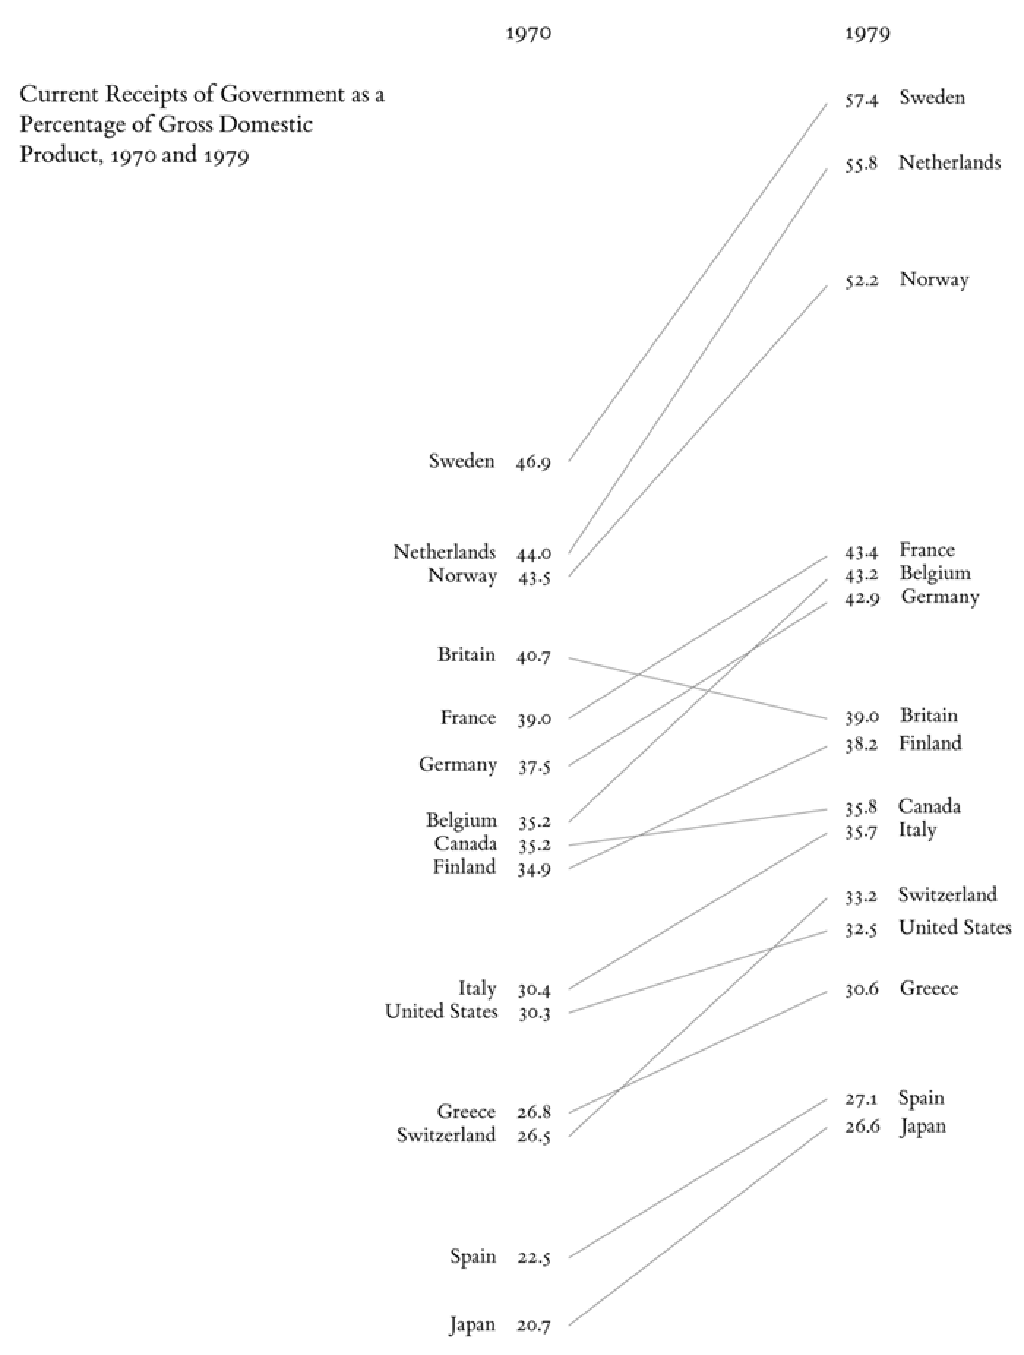 1970 1979
Current Receipts of Government as a
Percentage of Gross Domestic
Product, 1970 and 1979
57.4 Sweden
55.8 Netherlands
52.2 Norway
Sweden 46.9
Netherlands 44.0
43.4 France
Norway 43.5
43.2 Belgium
42.9 Germany
Britain 40.7
France 39.0
39.0 Britain
38.2 Finland
Germany 37.5
35.8 Canada
Belgium 35.2
35.7 Italy
Canada 35.2
Finland 34.9
33.2 Switzerland
32.5 United States
Italy 30.4
30.6 Greece
United States 30.3
27.1 Spain
Greece 26.8
26.6 Japan
Switzerland 26.5
Spain 22.5
Japan 20.7